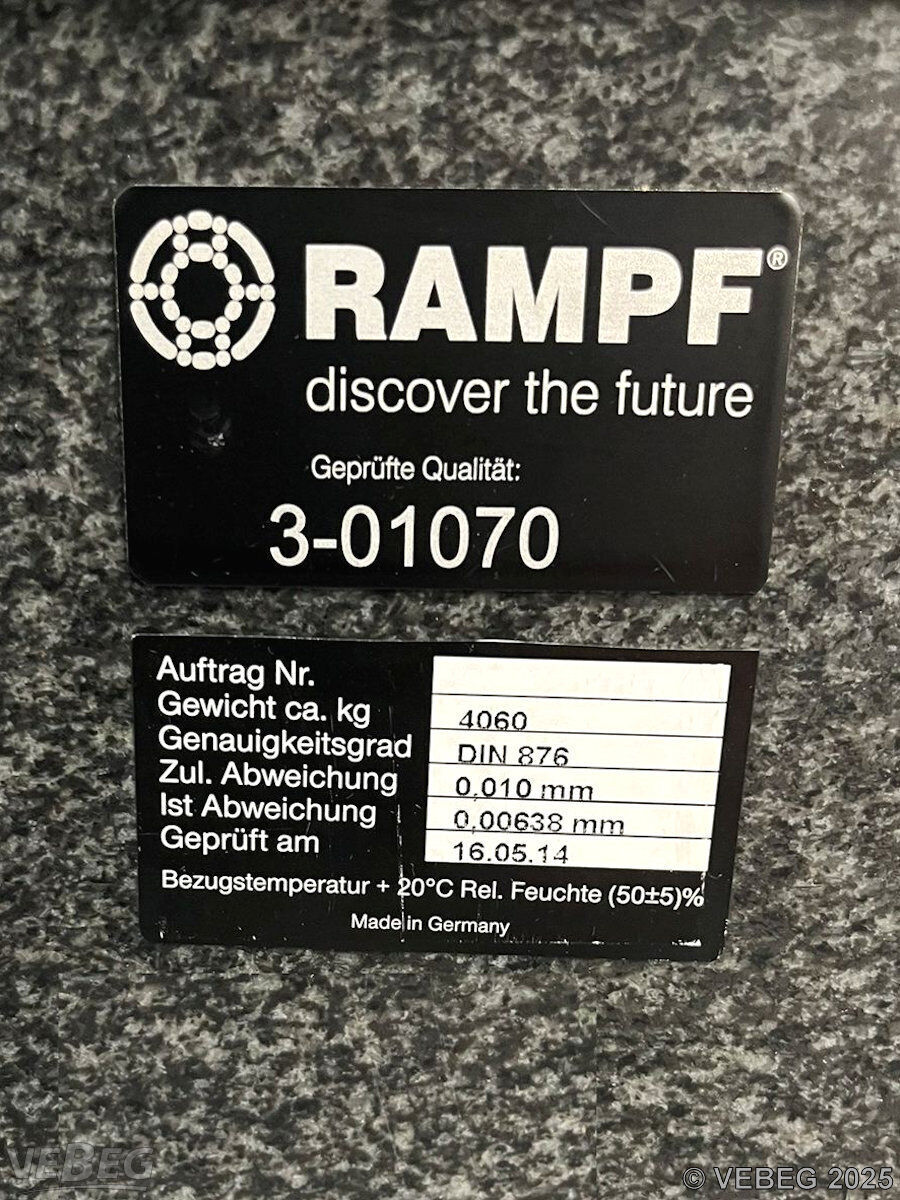 RAMPF®
discover the future
Geprüfte Qualität:
3-01070
Auftrag Nr.
Gewicht ca. kg 4060
Genauigkeitsgrad DIN 876
Zul. Abweichung 0,010 mm
Ist Abweichung 0,00638 mm
Geprüft am 16.05.14
Bezugstemperatur + 20°C Rel. Feuchte (50±5)%
Made in Germany
VEBEG
© VEBEG 2025